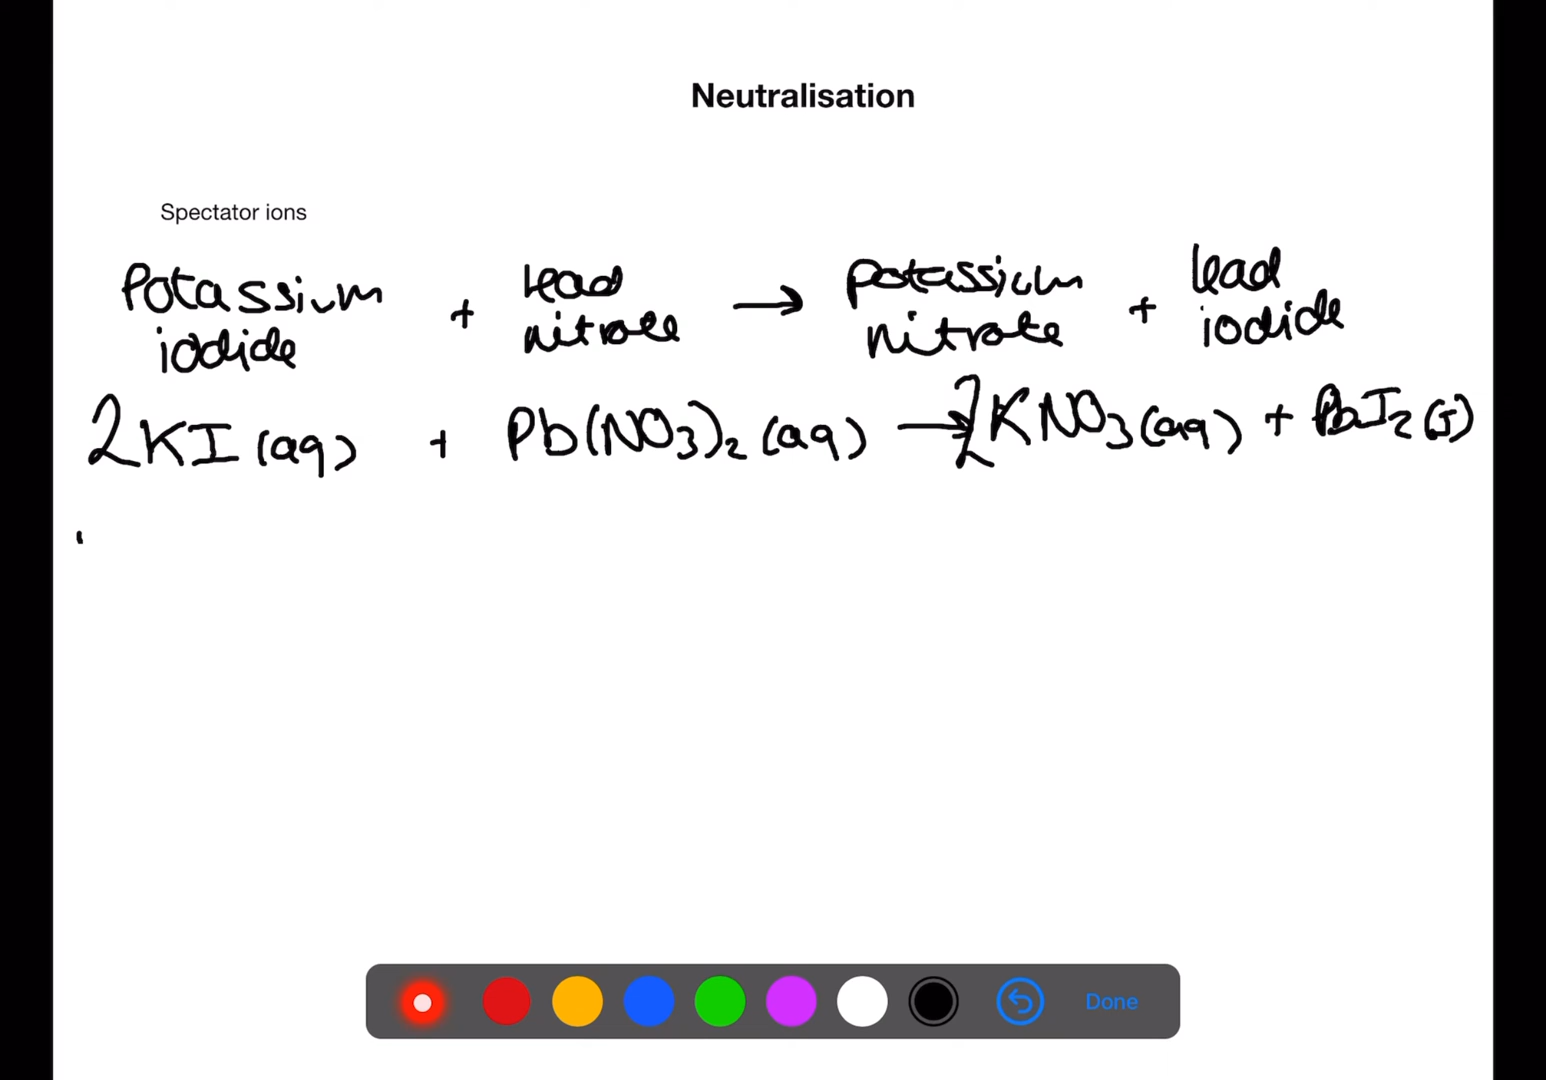 Neutralisation
Spectator ions
Potassium iodide + lead nitrate → potassium nitrate + lead iodide
2KI (aq) + Pb(NO3)2 (aq) → 2KNO3 (aq) + PbI2 (s)
Done